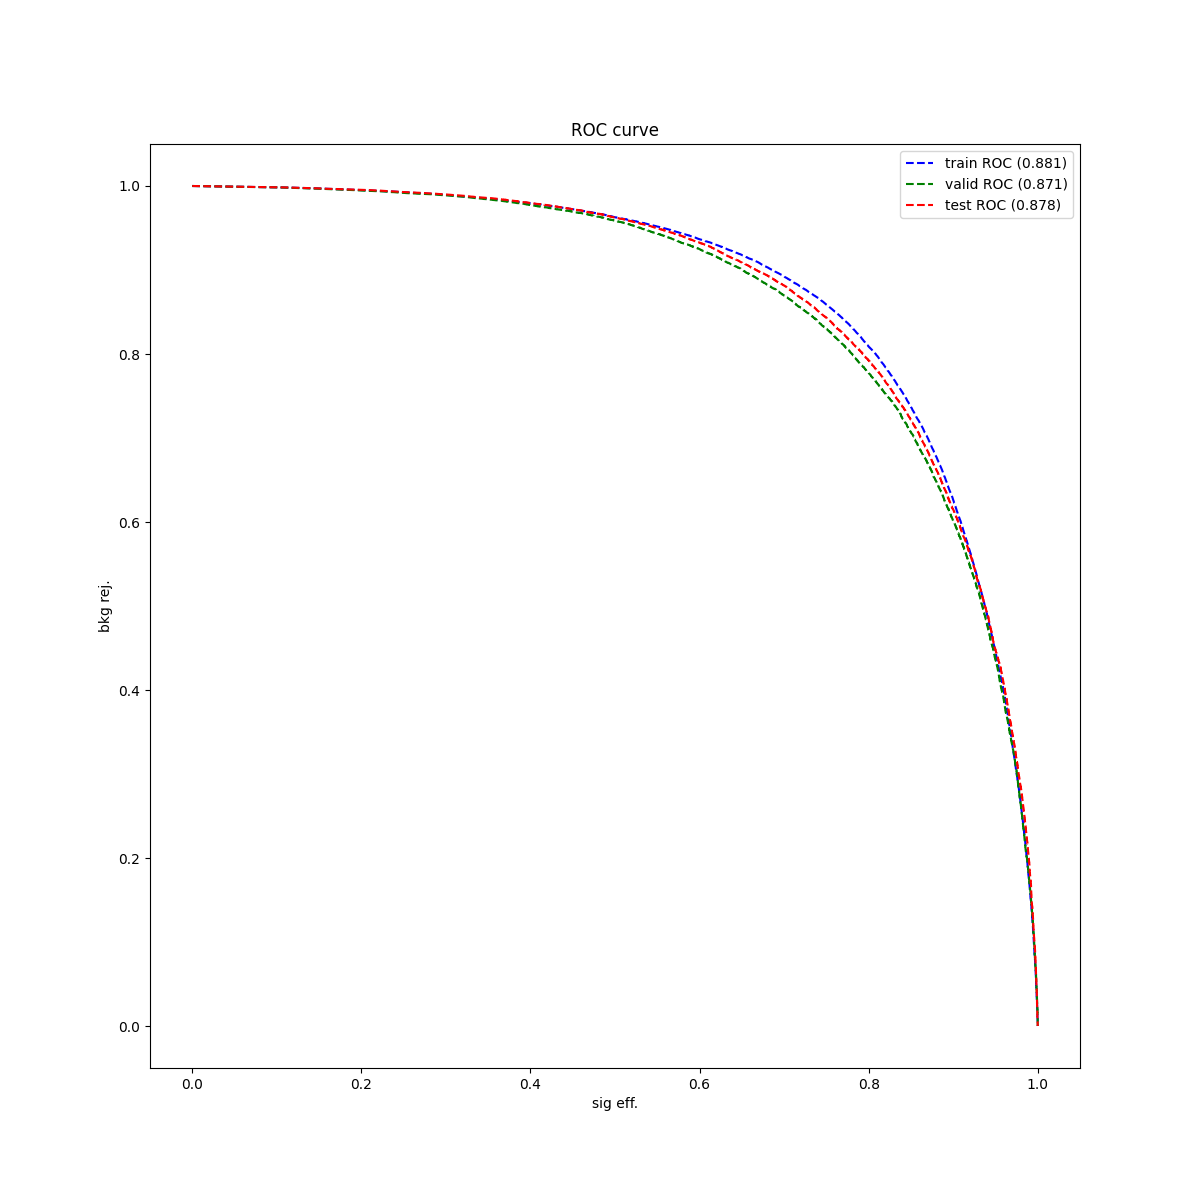 ROC curve
train ROC (0.881)
valid ROC (0.871)
test ROC (0.878)
1.0
0.8
0.6
0.4
0.2
0.0
bkg rej.
0.0 0.2 0.4 0.6 0.8 1.0
sig eff.